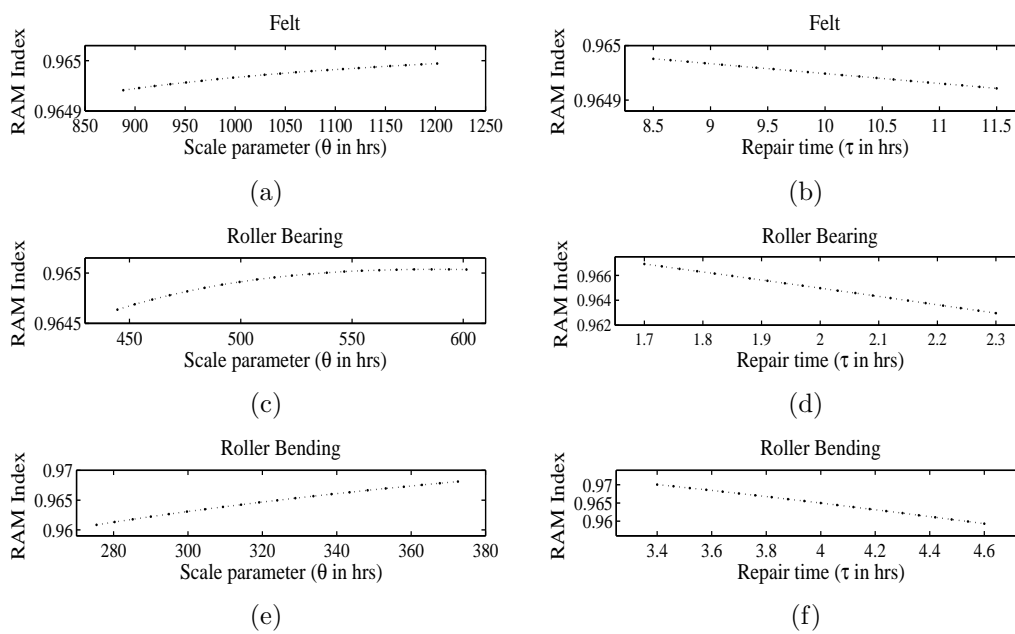 Felt
RAM Index
0.965
0.9649
850 900 950 1000 1050 1100 1150 1200 1250
Scale parameter (θ in hrs)
(a)
Felt
RAM Index
0.965
0.9649
8.5 9 9.5 10 10.5 11 11.5
Repair time (τ in hrs)
(b)
Roller Bearing
RAM Index
0.965
0.9645
450 500 550 600
Scale parameter (θ in hrs)
(c)
Roller Bearing
RAM Index
0.966
0.964
0.962
1.7 1.8 1.9 2 2.1 2.2 2.3
Repair time (τ in hrs)
(d)
Roller Bending
RAM Index
0.97
0.965
0.96
280 300 320 340 360 380
Scale parameter (θ in hrs)
(e)
Roller Bending
RAM Index
0.97
0.965
0.96
3.4 3.6 3.8 4 4.2 4.4 4.6
Repair time (τ in hrs)
(f)